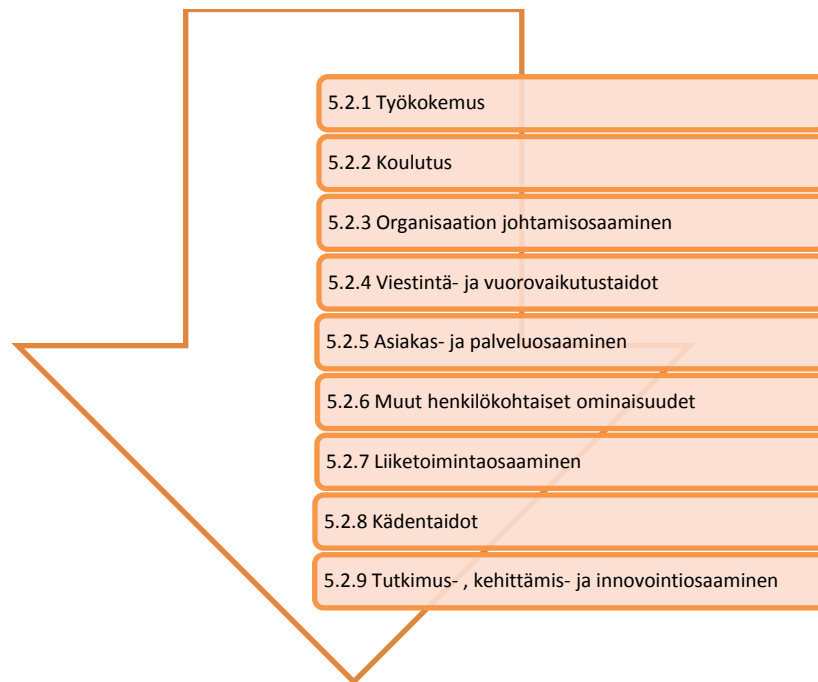 5.2.1 Työkokemus
5.2.2 Koulutus
5.2.3 Organisaation johtamisosaaminen
5.2.4 Viestintä- ja vuorovaikutustaidot
5.2.5 Asiakas- ja palveluosaaminen
5.2.6 Muut henkilökohtaiset ominaisuudet
5.2.7 Liiketoimintaosaaminen
5.2.8 Kädentaidot
5.2.9 Tutkimus- , kehittämis- ja innovointiosaaminen